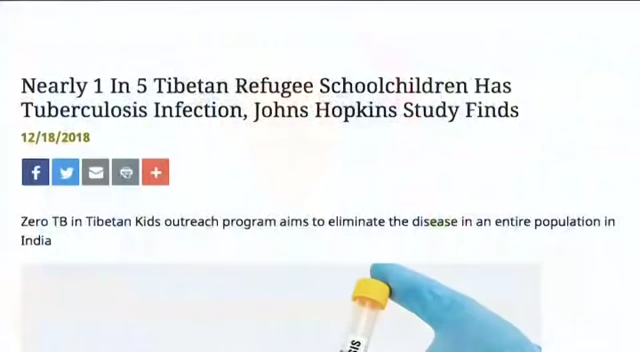 Nearly 1 In 5 Tibetan Refugee Schoolchildren Has
Tuberculosis Infection, Johns Hopkins Study Finds
12/18/2018
Zero TB in Tibetan Kids outreach program aims to eliminate the disease in an entire population in
India